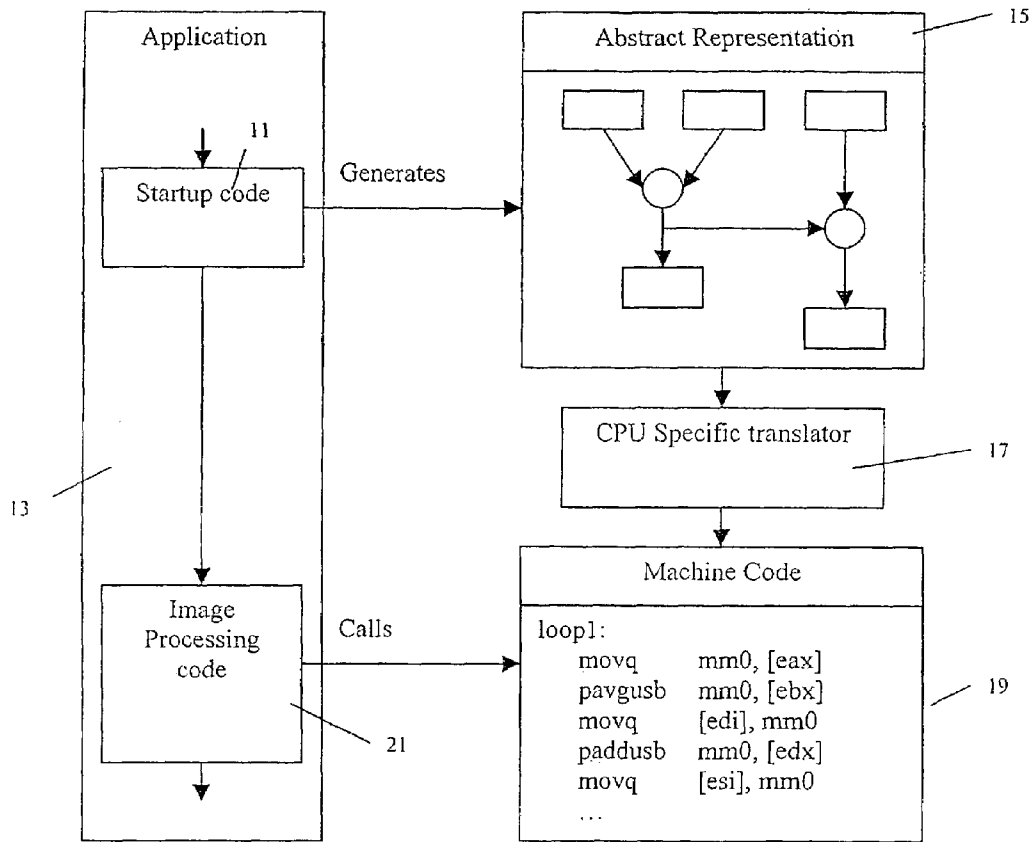 Application
11
Startup code
Generates
Abstract Representation
15
CPU Specific translator
17
13
Image
Processing
code
21
Calls
Machine Code
loop1:
movq mm0, [eax]
pavgusb mm0, [ebx]
movq [edi], mm0
paddusb mm0, [edx]
movq [esi], mm0
...
19